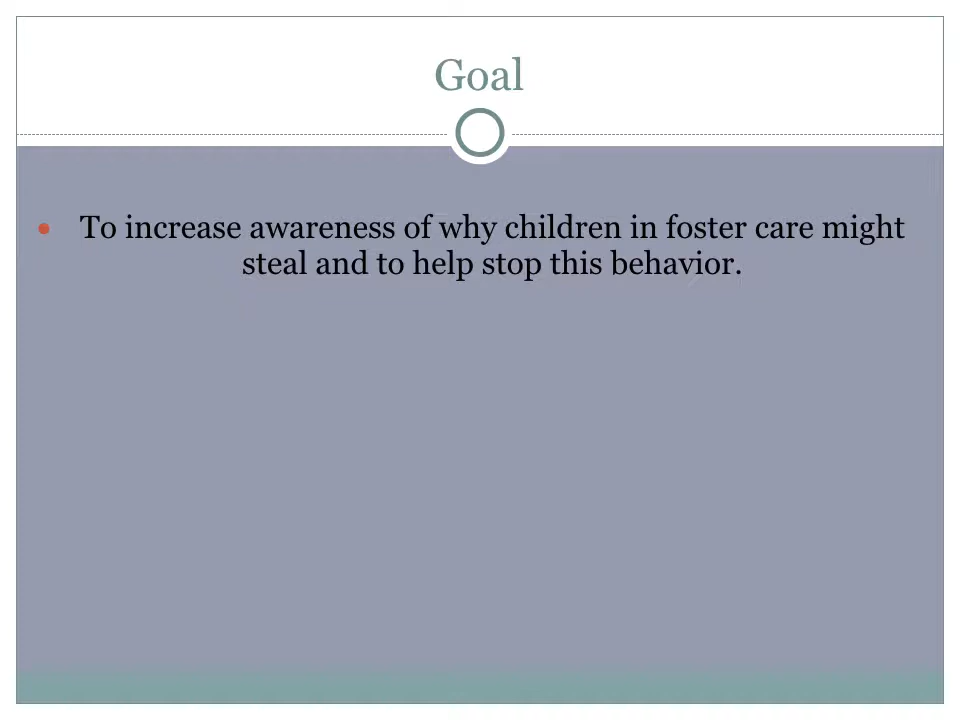 Goal
• To increase awareness of why children in foster care might
steal and to help stop this behavior.